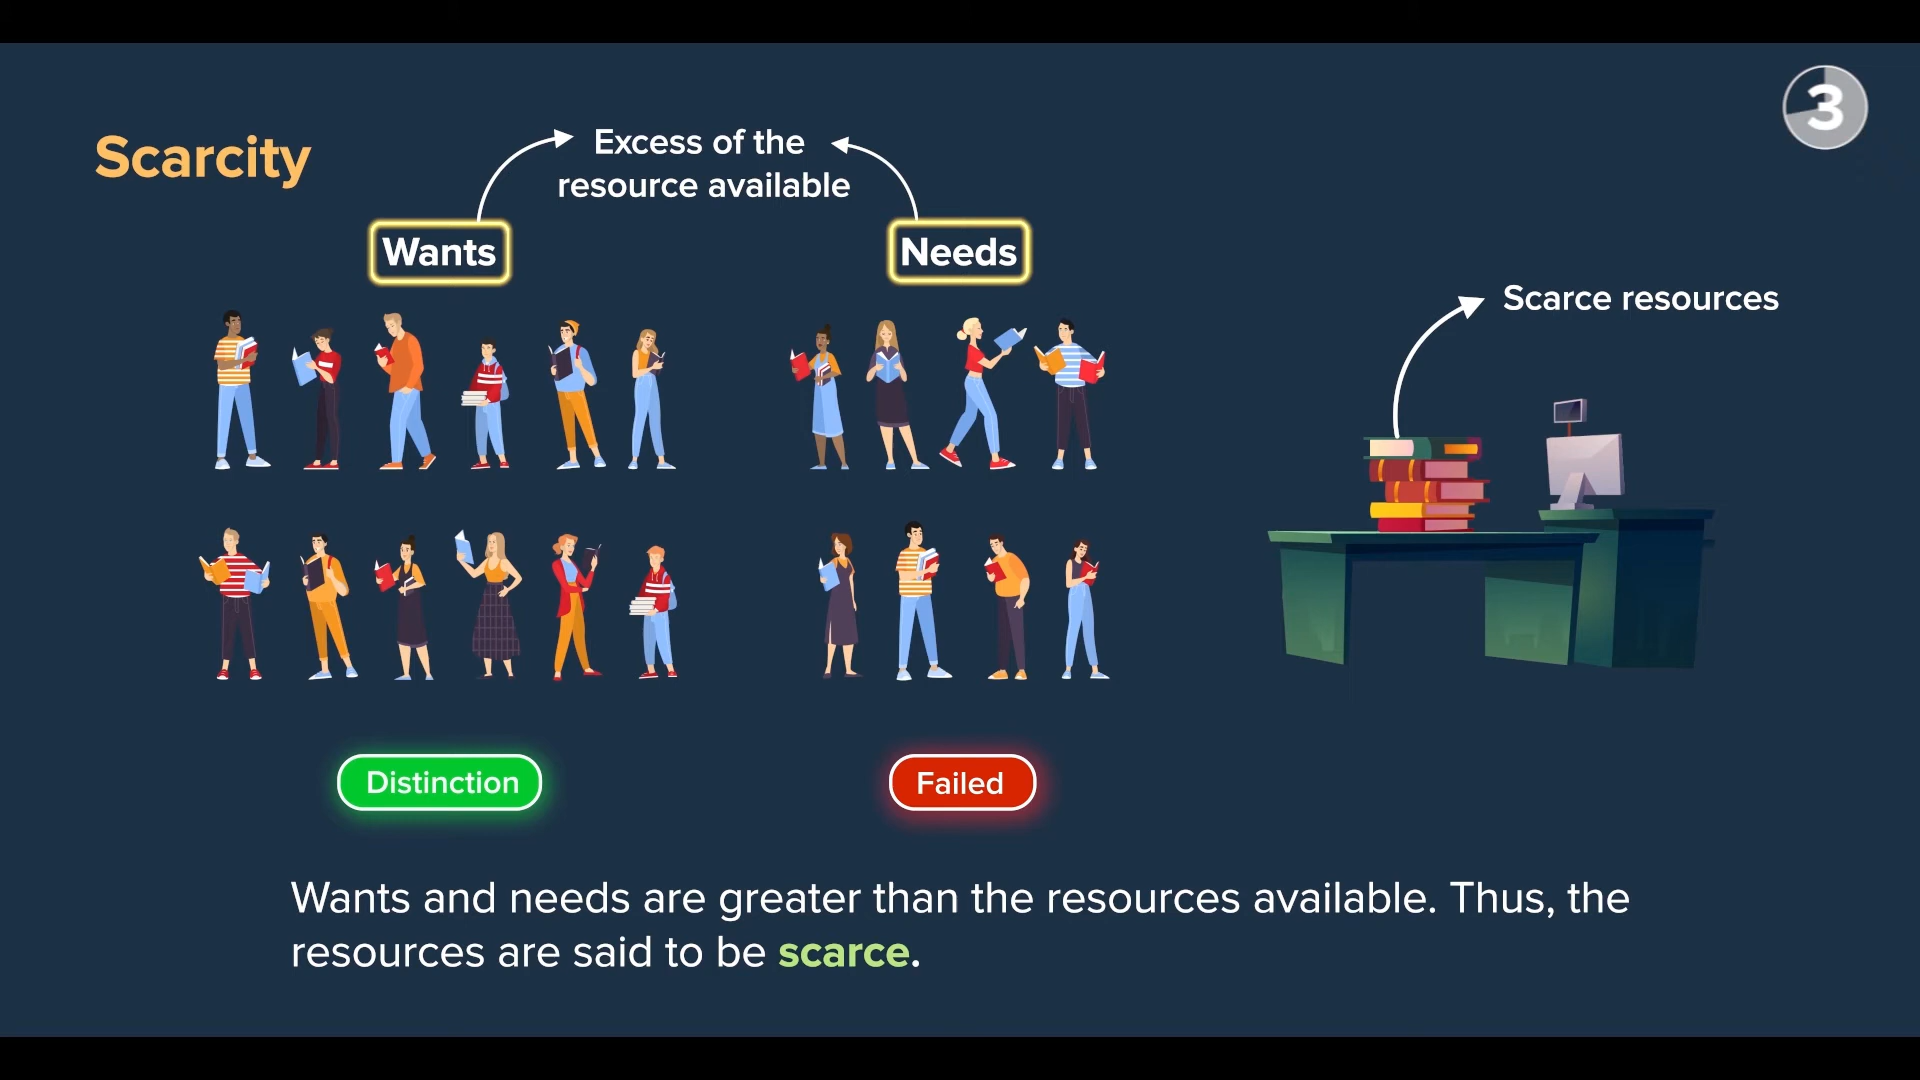 3
Scarcity
Excess of the
resource available
Wants
Needs
Scarce resources
Distinction
Failed
Wants and needs are greater than the resources available. Thus, the
resources are said to be scarce.